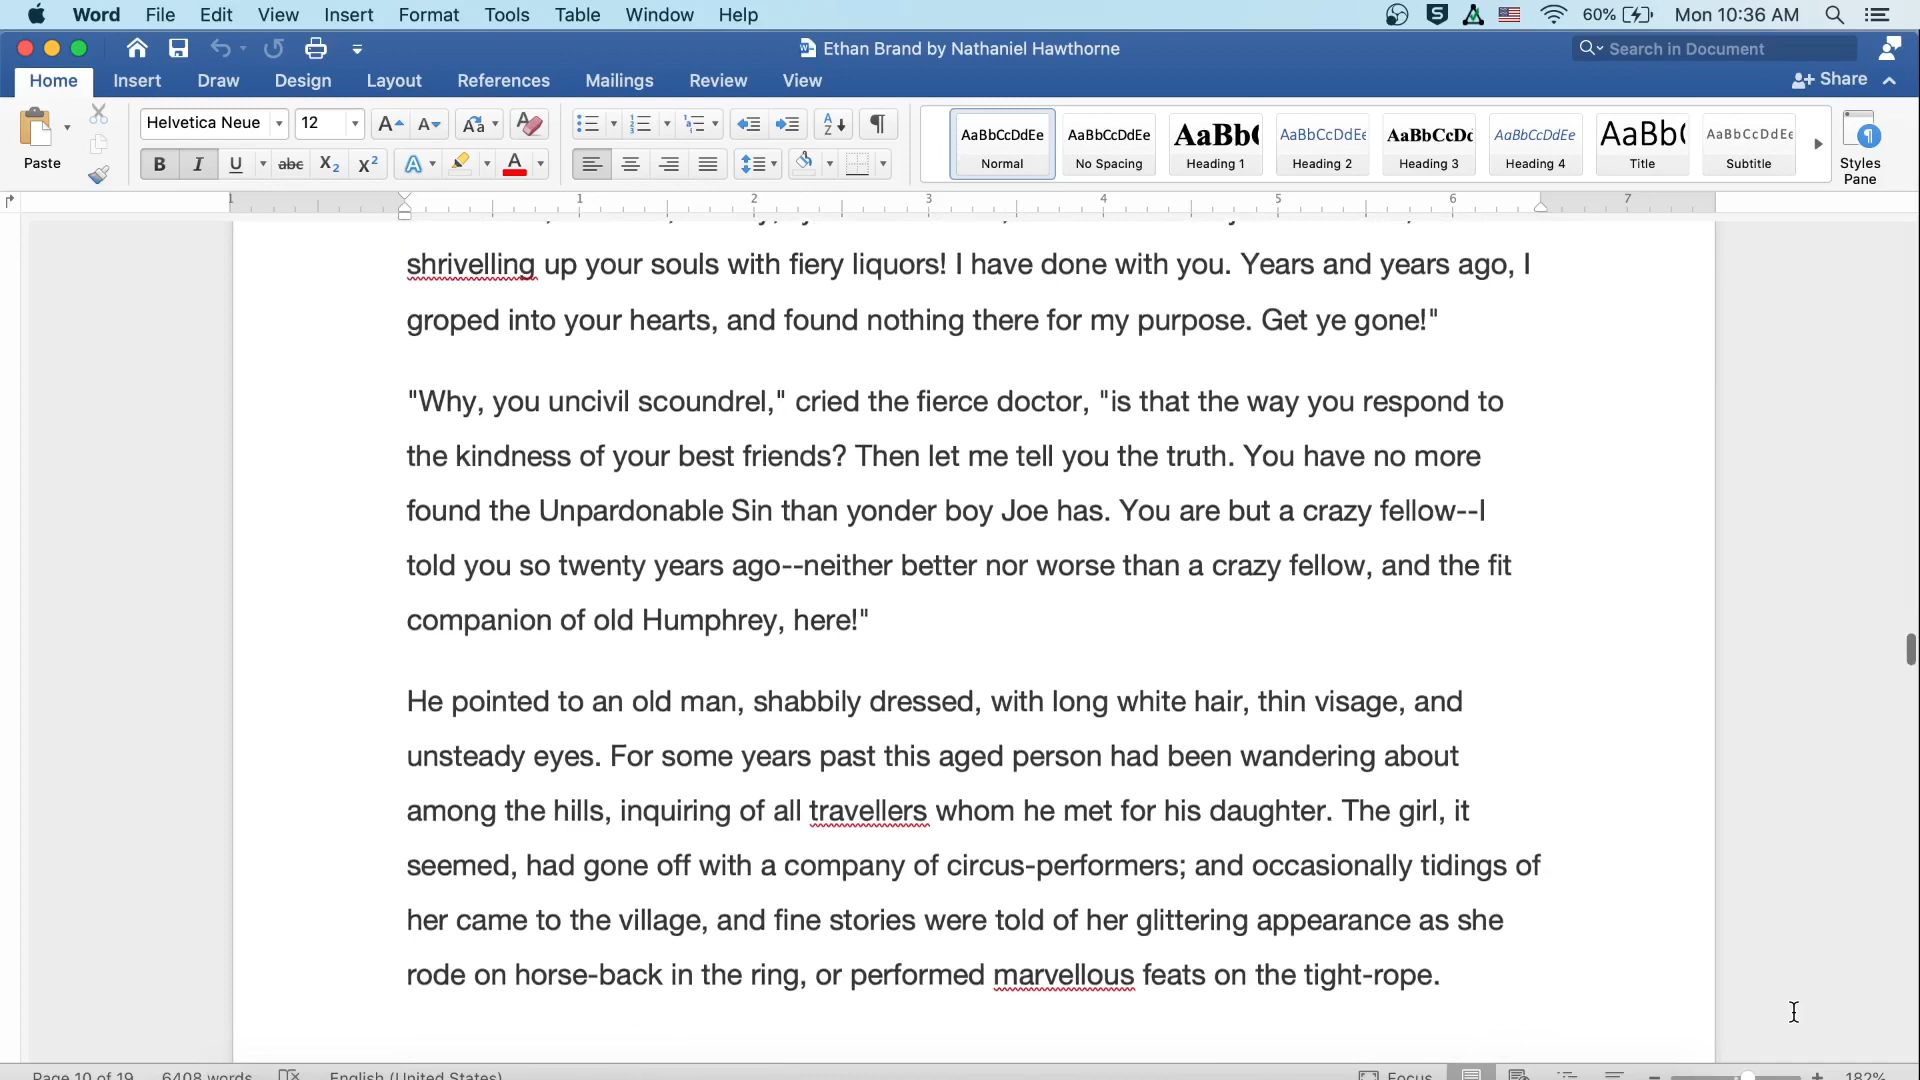 Word File Edit View Insert Format Tools Table Window Help 60% Mon 10:36 AM
Ethan Brand by Nathaniel Hawthorne Search in Document
Home Insert Draw Design Layout References Mailings Review View Share
Paste Helvetica Neue 12
AaBbCcDdEe AaBbCcDdEe AaBb( AaBbCcDdEe AaBbCcDc AaBbCcDdEe AaBb( AaBbCcDdEe
Normal No Spacing Heading 1 Heading 2 Heading 3 Heading 4 Title Subtitle Styles Pane
B I U abc X₂ X² A A
1 1 2 3 4 5 6 7
shrivelling up your souls with fiery liquors! I have done with you. Years and years ago, I
groped into your hearts, and found nothing there for my purpose. Get ye gone!"
"Why, you uncivil scoundrel," cried the fierce doctor, "is that the way you respond to
the kindness of your best friends? Then let me tell you the truth. You have no more
found the Unpardonable Sin than yonder boy Joe has. You are but a crazy fellow--I
told you so twenty years ago--neither better nor worse than a crazy fellow, and the fit
companion of old Humphrey, here!"
He pointed to an old man, shabbily dressed, with long white hair, thin visage, and
unsteady eyes. For some years past this aged person had been wandering about
among the hills, inquiring of all travellers whom he met for his daughter. The girl, it
seemed, had gone off with a company of circus-performers; and occasionally tidings of
her came to the village, and fine stories were told of her glittering appearance as she
rode on horse-back in the ring, or performed marvellous feats on the tight-rope.
Page 10 of 19 6408 words English (United States) Focus 182%